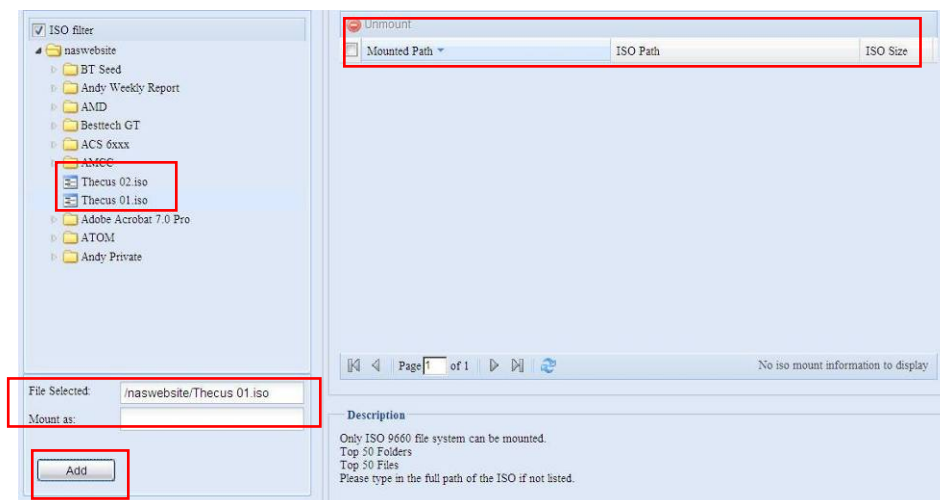 ISO filter
naswebsite
BT Seed
Andy Weekly Report
AMD
Besttech GT
ACS 6xxx
AMCC
Thecus 02.iso
Thecus 01.iso
Adobe Acrobat 7.0 Pro
ATOM
Andy Private
File Selected: /naswebsite/Thecus 01.iso
Mount as:
Add
Unmount
Mounted Path ISO Path ISO Size
Page 1 of 1 No iso mount information to display
Description
Only ISO 9660 file system can be mounted.
Top 50 Folders
Top 50 Files
Please type in the full path of the ISO if not listed.